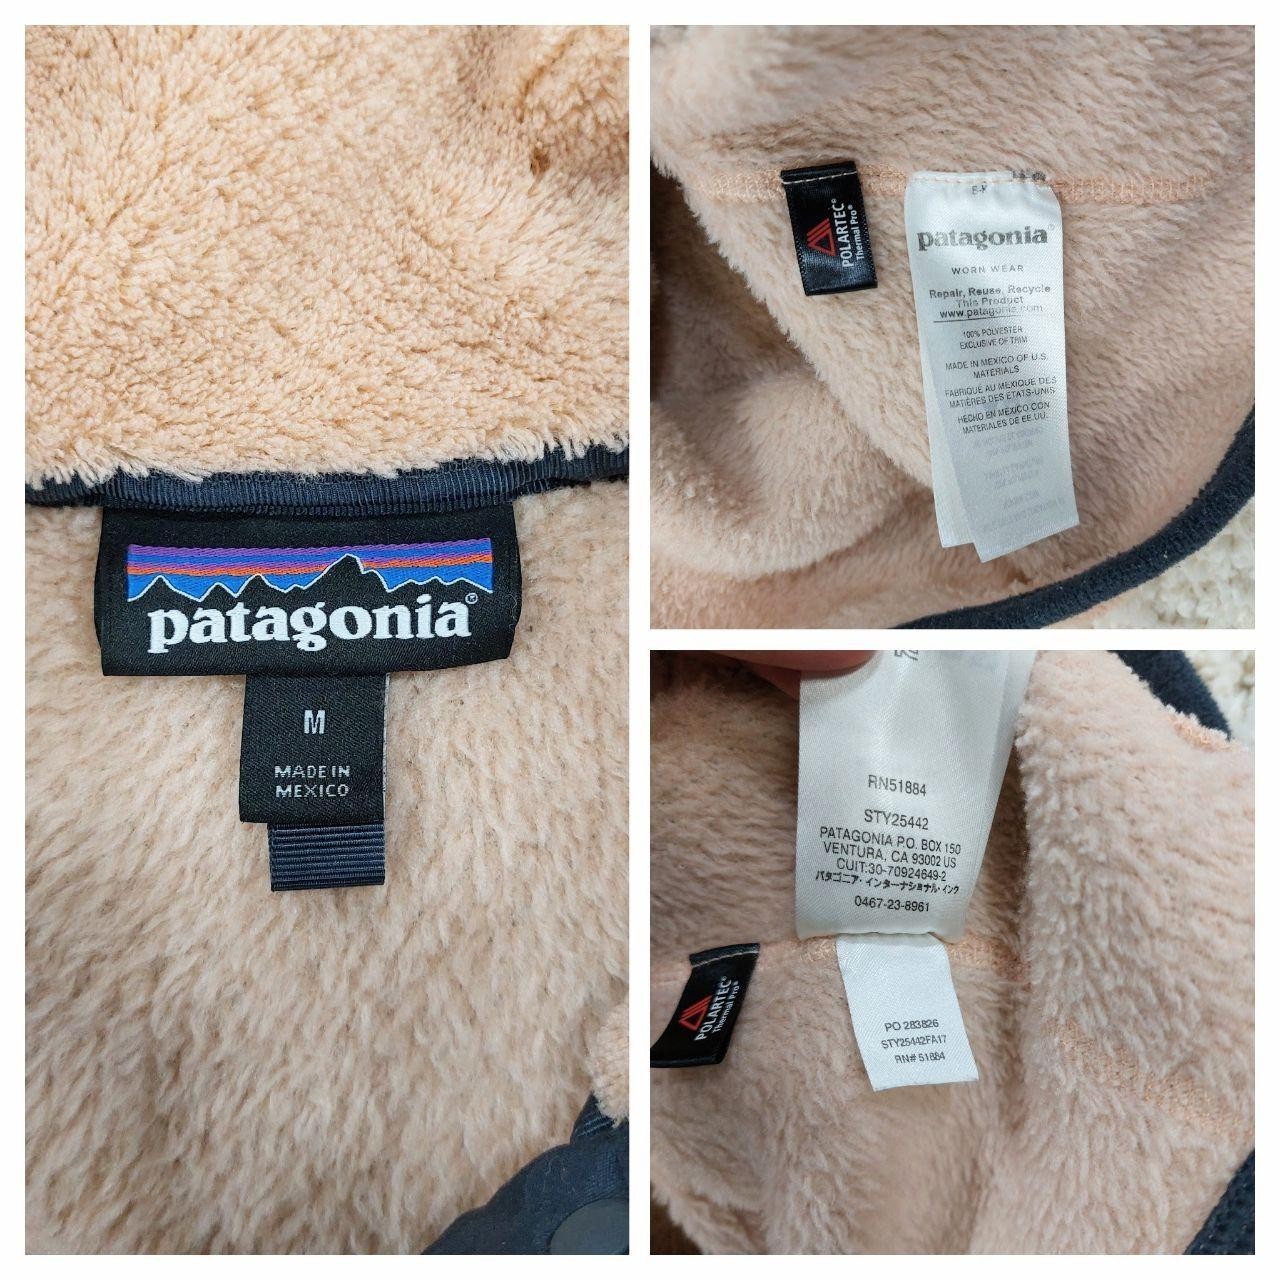 patagonia®
M
MADE IN
MEXICO
POLARTEC®
Thermal Pro®
patagonia®
WORN WEAR
Repair, Reuse, Recycle
This Product
www.patagonia.com
100% POLYESTER
EXCLUSIVE OF TRIM
MADE IN MEXICO OF U.S.
MATERIALS
FABRIQUÉ AU MEXIQUE DES
MATIÈRES DES ÉTATS-UNIS
HECHO EN MÉXICO CON
MATERIALES DE EE.UU.
RN51884
STY25442
PATAGONIA P.O. BOX 150
VENTURA, CA 93002 US
CUIT:30-70924649-2
パタゴニア・インターナショナル・インク
0467-23-8961
POLARTEC®
Thermal Pro®
PO 283826
STY25442FA17
RN# 51884